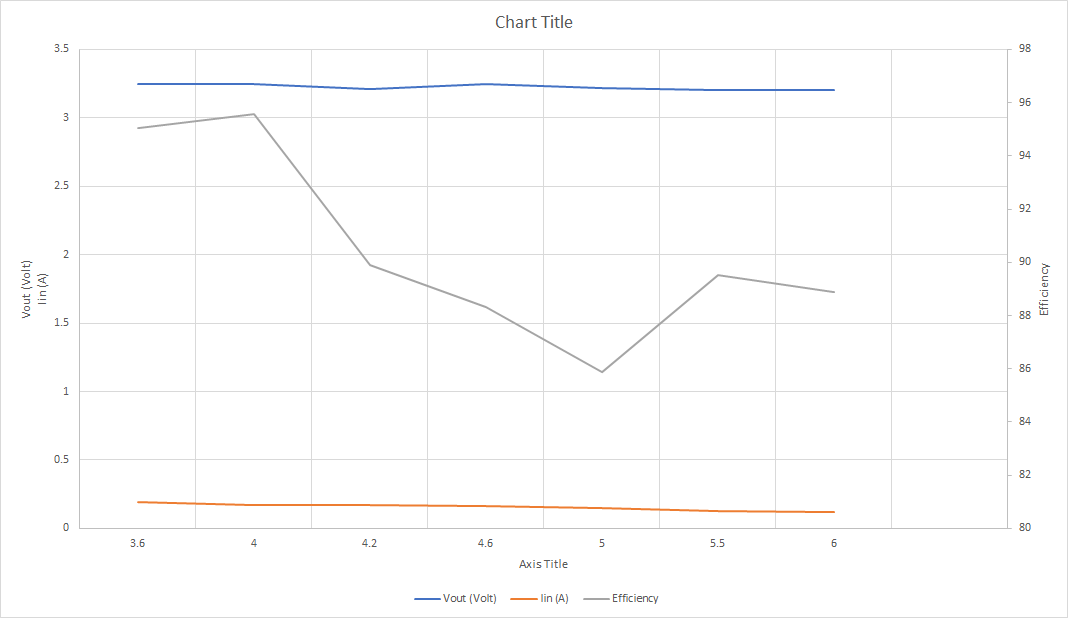 Chart Title
3.5
3
2.5
2
1.5
1
0.5
0
Vout (Volt)
Iin (A)
98
96
94
92
90
88
86
84
82
80
Efficiency
3.6 4 4.2 4.6 5 5.5 6
Axis Title
Vout (Volt) Iin (A) Efficiency